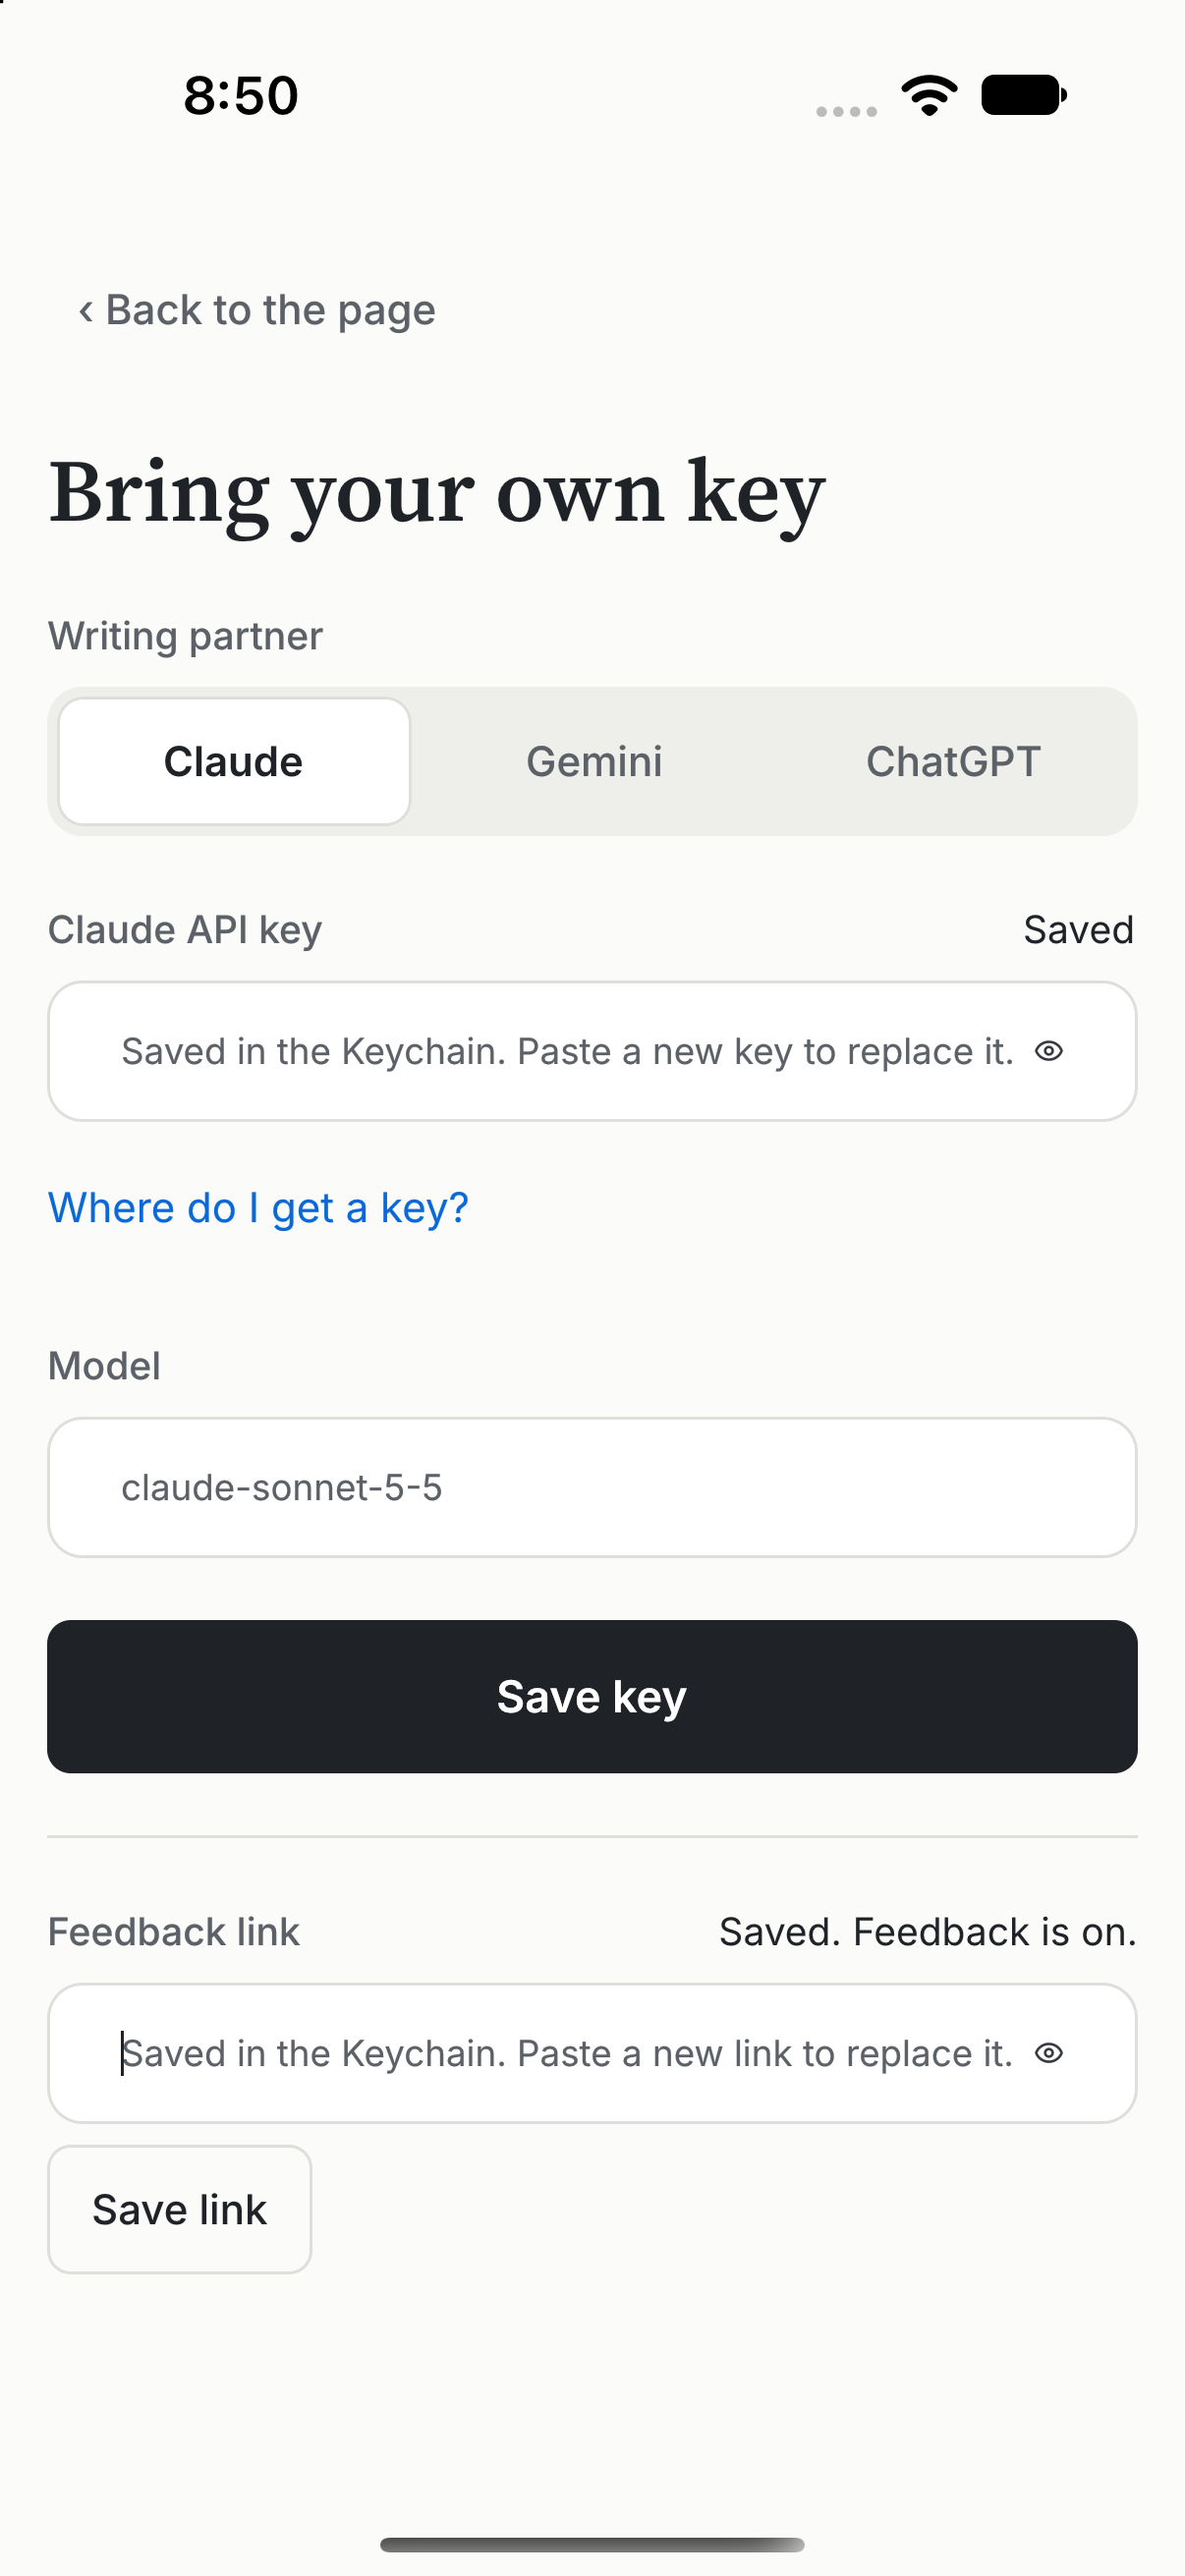 8:50
‹ Back to the page
Bring your own key
Writing partner
Claude Gemini ChatGPT
Claude API key Saved
Saved in the Keychain. Paste a new key to replace it.
Where do I get a key?
Model
claude-sonnet-5-5
Save key
Feedback link Saved. Feedback is on.
Saved in the Keychain. Paste a new link to replace it.
Save link